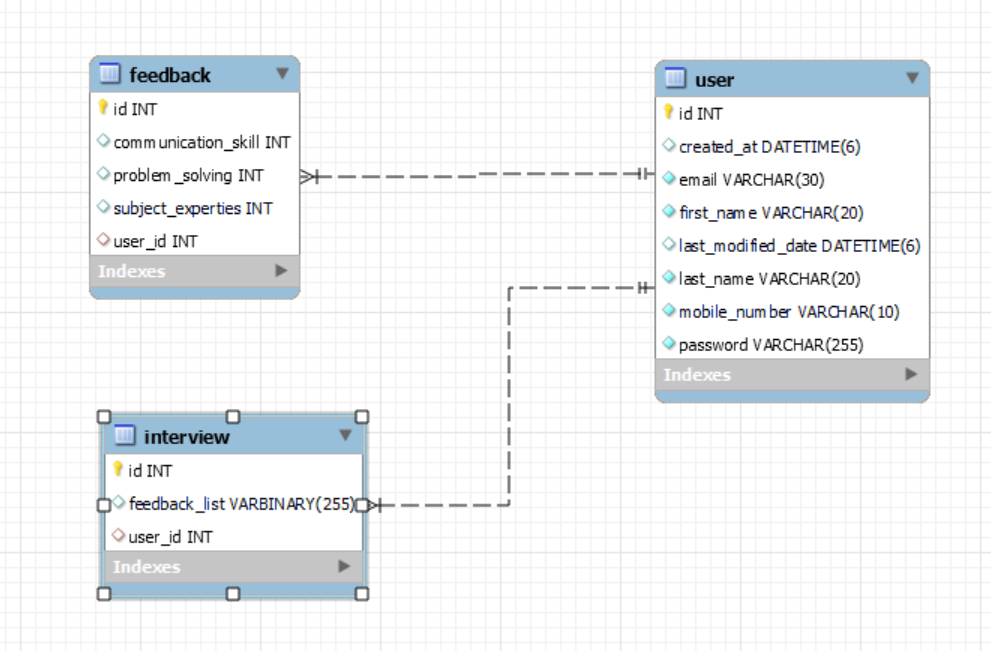 feedback
id INT
communication_skill INT
problem_solving INT
subject_experties INT
user_id INT
Indexes
user
id INT
created_at DATETIME(6)
email VARCHAR(30)
first_name VARCHAR(20)
last_modified_date DATETIME(6)
last_name VARCHAR(20)
mobile_number VARCHAR(10)
password VARCHAR(255)
Indexes
interview
id INT
feedback_list VARBINARY(255)
user_id INT
Indexes